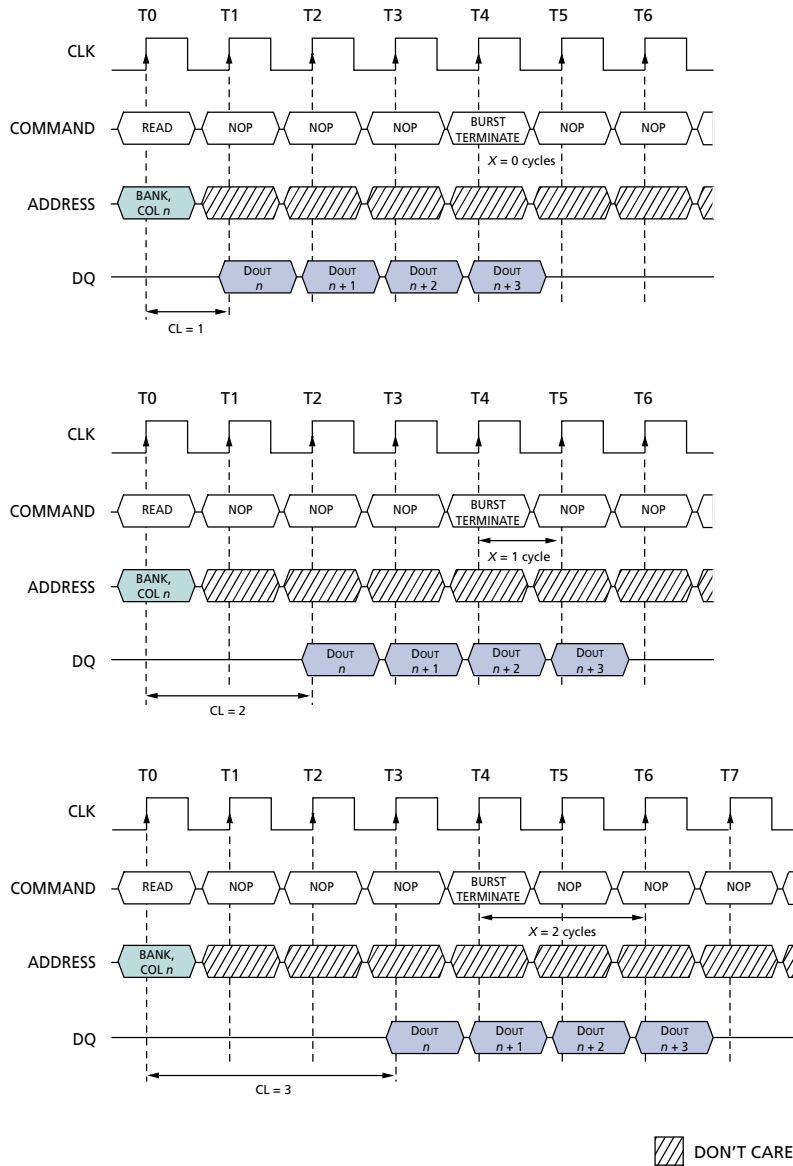 T0 T1 T2 T3 T4 T5 T6
CLK
COMMAND READ NOP NOP NOP BURST TERMINATE NOP NOP
X = 0 cycles
ADDRESS BANK, COL n
DQ DOUT n DOUT n + 1 DOUT n + 2 DOUT n + 3
CL = 1
T0 T1 T2 T3 T4 T5 T6
CLK
COMMAND READ NOP NOP NOP BURST TERMINATE NOP NOP
X = 1 cycle
ADDRESS BANK, COL n
DQ DOUT n DOUT n + 1 DOUT n + 2 DOUT n + 3
CL = 2
T0 T1 T2 T3 T4 T5 T6 T7
CLK
COMMAND READ NOP NOP NOP BURST TERMINATE NOP NOP NOP
X = 2 cycles
ADDRESS BANK, COL n
DQ DOUT n DOUT n + 1 DOUT n + 2 DOUT n + 3
CL = 3
DON'T CARE